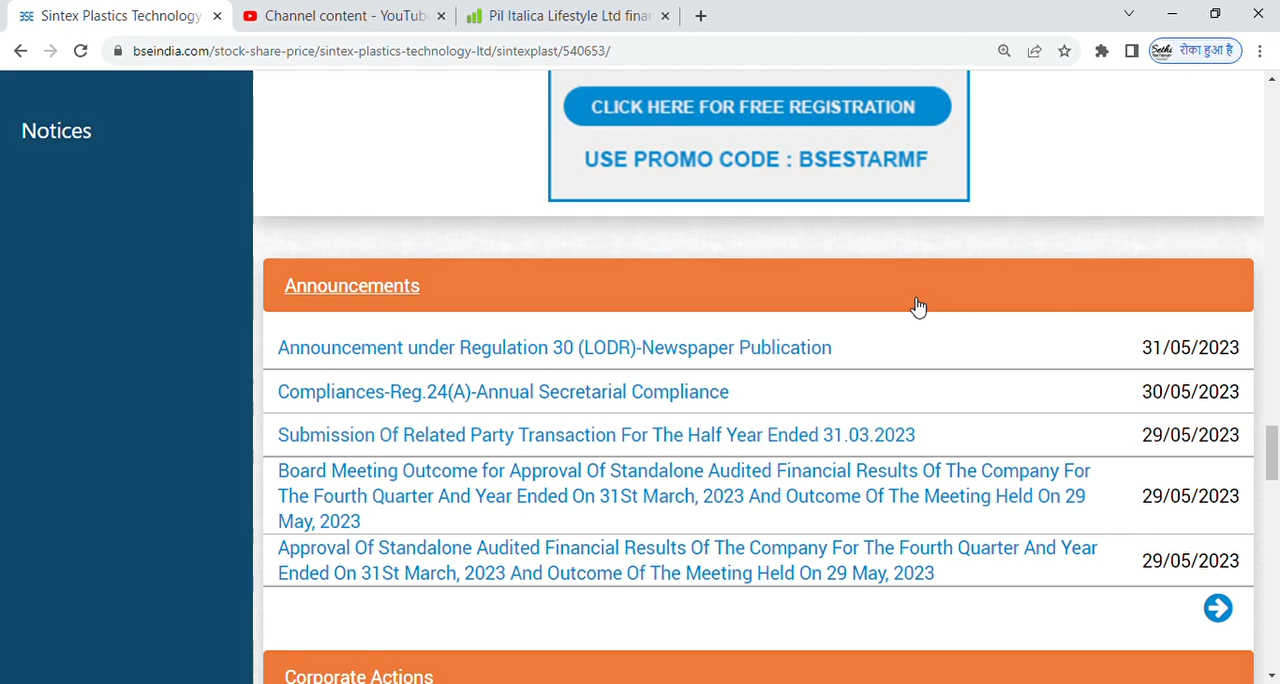 Sintex Plastics Technology
Channel content - YouTub
Pil Italica Lifestyle Ltd finan
bseindia.com/stock-share-price/sintex-plastics-technology-ltd/sintexplast/540653/
रोका हुआ है
Notices
CLICK HERE FOR FREE REGISTRATION
USE PROMO CODE : BSESTARMF
Announcements
Announcement under Regulation 30 (LODR)-Newspaper Publication 31/05/2023
Compliances-Reg.24(A)-Annual Secretarial Compliance 30/05/2023
Submission Of Related Party Transaction For The Half Year Ended 31.03.2023 29/05/2023
Board Meeting Outcome for Approval Of Standalone Audited Financial Results Of The Company For
The Fourth Quarter And Year Ended On 31St March, 2023 And Outcome Of The Meeting Held On 29 29/05/2023
May, 2023
Approval Of Standalone Audited Financial Results Of The Company For The Fourth Quarter And Year
Ended On 31St March, 2023 And Outcome Of The Meeting Held On 29 May, 2023 29/05/2023
Corporate Actions